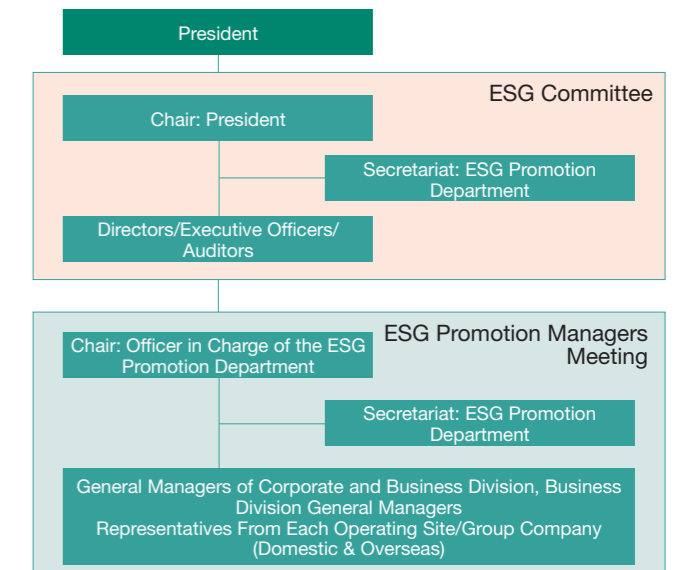 President
ESG Committee
Chair: President
Secretariat: ESG Promotion
Department
Directors/Executive Officers/
Auditors
ESG Promotion Managers
Meeting
Chair: Officer in Charge of the ESG
Promotion Department
Secretariat: ESG Promotion
Department
General Managers of Corporate and Business Division, Business
Division General Managers
Representatives From Each Operating Site/Group Company
(Domestic & Overseas)